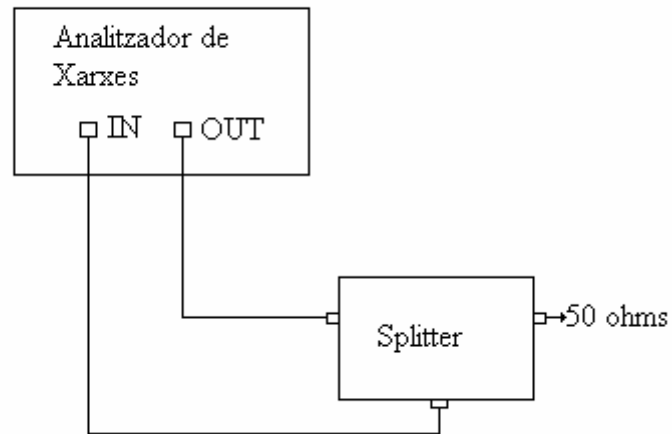 Analitzador de
Xarxes
IN OUT
50 ohms
Splitter